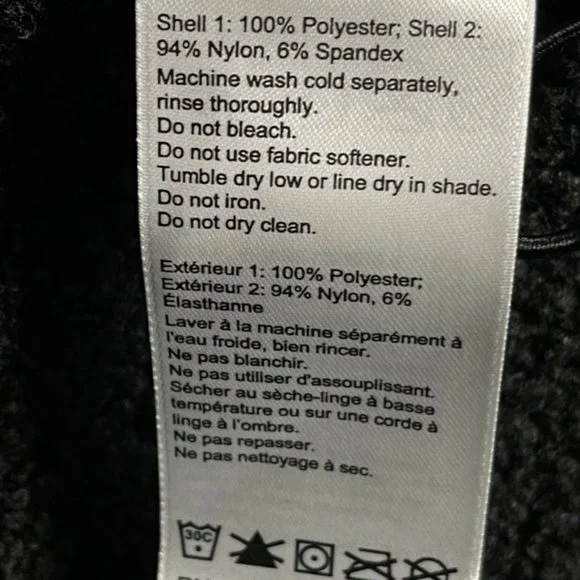 Shell 1: 100% Polyester; Shell 2:
94% Nylon, 6% Spandex
Machine wash cold separately,
rinse thoroughly.
Do not bleach.
Do not use fabric softener.
Tumble dry low or line dry in shade.
Do not iron.
Do not dry clean.
Extérieur 1: 100% Polyester;
Extérieur 2: 94% Nylon, 6%
Élasthanne
Laver à la machine séparément à
l'eau froide, bien rincer.
Ne pas blanchir.
Ne pas utiliser d'assouplissant.
Sécher au sèche-linge à basse
température ou sur une corde à
linge à l'ombre.
Ne pas repasser.
Ne pas nettoyage à sec.
30C